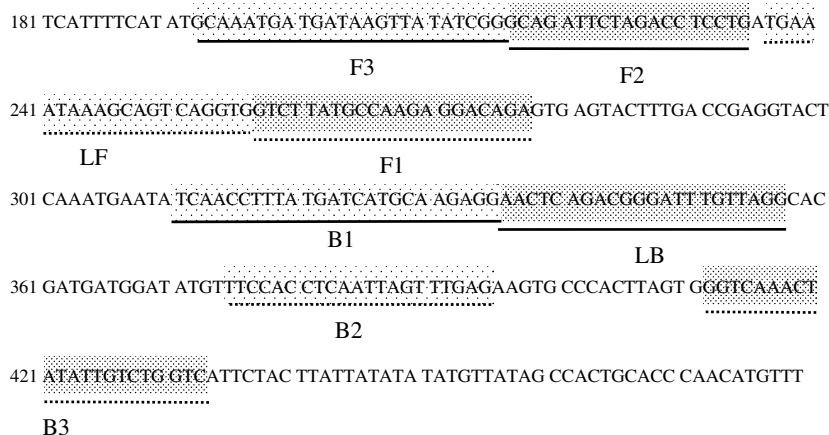 181 TCATTTTCAT ATGCAAATGA TGATAAGTTA TATCGGGCAG ATTCTAGACC TCCTGATGAA
F3 F2
241 ATAAAGCAGT CAGGTGGTCT TATGCCAAGA GGACAGAGTG AGTACTTTGA CCGAGGTACT
LF F1
301 CAAATGAATA TCAACCTTTA TGATCATGCA AGAGGAACTC AGACGGGATT TGTTAGGCAC
B1 LB
361 GATGATGGAT ATGTTTCCAC CTCAATTAGT TTGAGAAGTG CCCACTTAGT GGGTCAAACT
B2
421 ATATTGTCTG GTCATTCTAC TTATTATATA TATGTTATAG CCACTGCACC CAACATGTTT
B3